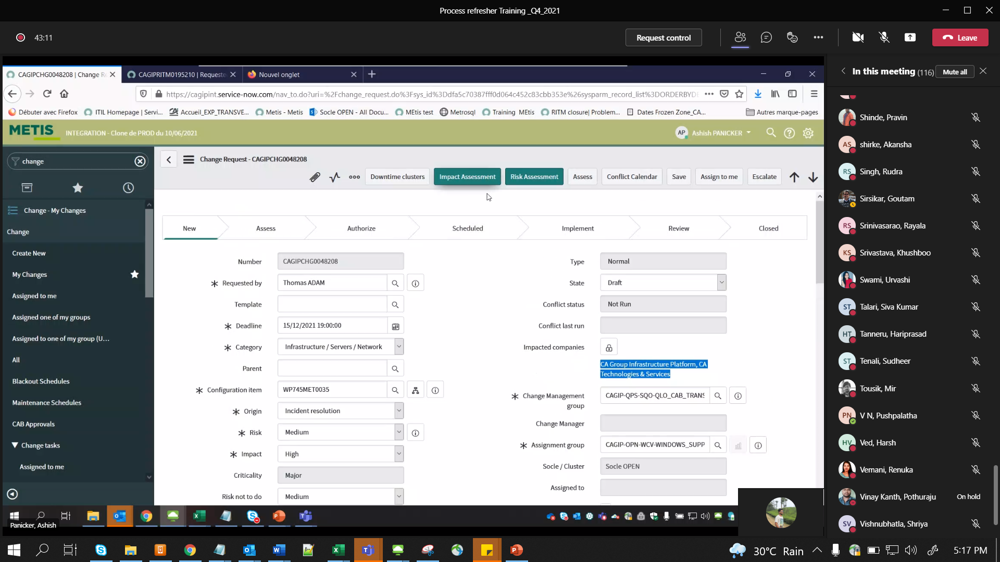 Process refresher Training _Q4_2021
43:11
Request control
Leave
CAGIPCHG0048208 | Change R
CAGIPRITM0195210 | Requeste
Nouvel onglet
https://cagipint.service-now.com/nav_to.do?uri=%2Fchange_request.do%3Fsys_id%3Ddfa5c70387fff0d064c452c83cbb353e%26sysparm_record_list%3DORDERBYDE
Débuter avec Firefox
ITIL Homepage | Servi...
Accueil_EXP_TRANSVE...
Metis - Metis
Socle OPEN - All Docu...
MEtis test
Metrosql
Training MEtis
RITM closure| Problem...
Dates Frozen Zone_CA...
Autres marque-pages
METIS
INTEGRATION - Clone de PROD du 10/06/2021
AP
Ashish PANICKER
change
Change - My Changes
Change
Create New
My Changes
Assigned to me
Assigned one of my groups
Assigned to one of my group (U...
All
Blackout Schedules
Maintenance Schedules
CAB Approvals
Change tasks
Assigned to me
Change Request - CAGIPCHG0048208
Downtime clusters
Impact Assessment
Risk Assessment
Assess
Conflict Calendar
Save
Assign to me
Escalate
New
Assess
Authorize
Scheduled
Implement
Review
Closed
Number
CAGIPCHG0048208
Requested by
Thomas ADAM
Template
Deadline
15/12/2021 19:00:00
Category
Infrastructure / Servers / Network
Parent
Configuration item
WP745MET0035
Origin
Incident resolution
Risk
Medium
Impact
High
Criticality
Major
Risk not to do
Medium
Type
Normal
State
Draft
Conflict status
Not Run
Conflict last run
Impacted companies
CA Group Infrastructure Platform, CA
Technologies & Services
Change Management
group
CAGIP-QPS-SQO-QLO_CAB_TRANS
Change Manager
Assignment group
CAGIP-OPN-WCV-WINDOWS_SUPP
Socle / Cluster
Socle OPEN
Assigned to
Panicker, Ashish
In this meeting (116)
Mute all
Shinde, Pravin
AS
shirke, Akansha
RS
Singh, Rudra
Sirsikar, Goutam
RS
Srinivasarao, Rayala
KS
Srivastava, Khushboo
Swami, Urvashi
ST
Talari, Siva Kumar
HT
Tanneru, Hariprasad
ST
Tenali, Sudheer
Tousik, Mir
PN
V N, Pushpalatha
HV
Ved, Harsh
Vemani, Renuka
Vinay Kanth, Pothuraju
On hold
SV
Vishnubhatla, Shriya
30°C Rain
5:17 PM